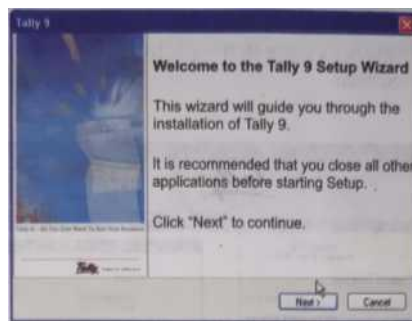 Tally 9
Welcome to the Tally 9 Setup Wizard
This wizard will guide you through the
installation of Tally 9.
It is recommended that you close all other
applications before starting Setup.
Click "Next" to continue.
Tally
Next >
Cancel